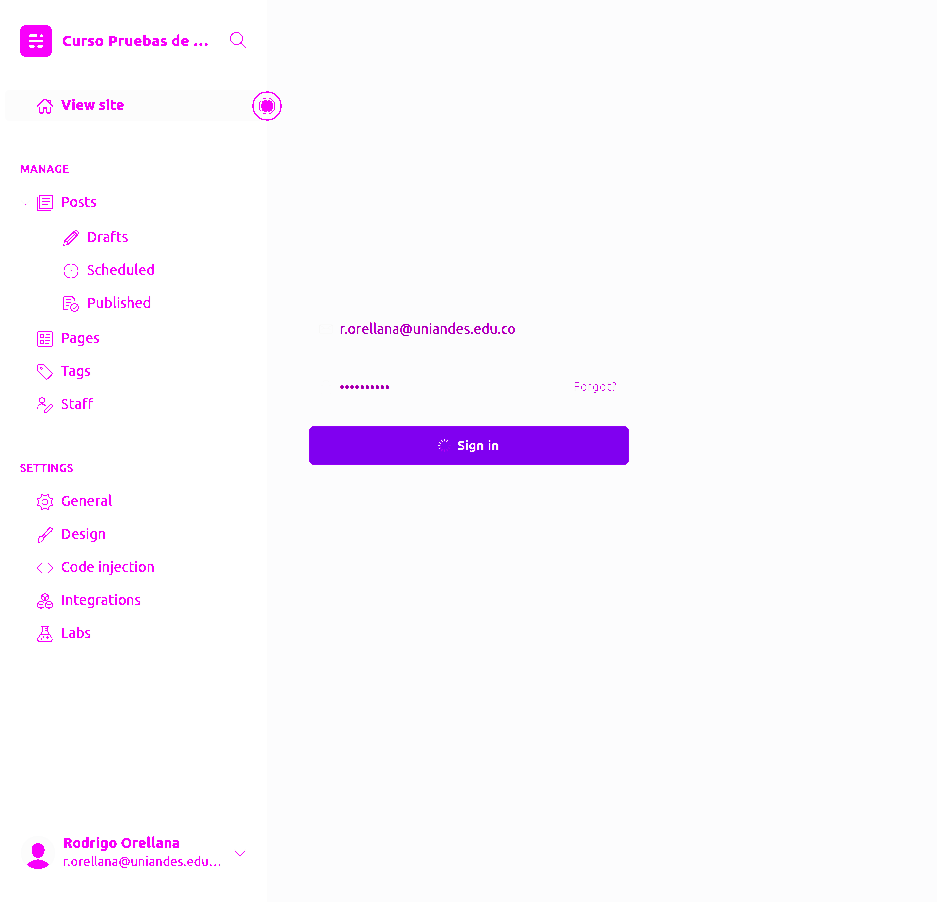 Curso Pruebas de ...
View site
MANAGE
Posts
Drafts
Scheduled
Published
Pages
Tags
Staff
SETTINGS
General
Design
Code injection
Integrations
Labs
Rodrigo Orellana
r.orellana@uniandes.edu...
r.orellana@uniandes.edu.co
••••••••••
Forgot?
Sign in